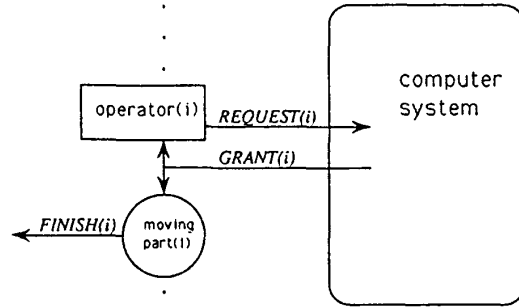 computer
system
operator(i)
REQUEST(i)
GRANT(i)
moving
part(i)
FINISH(i)